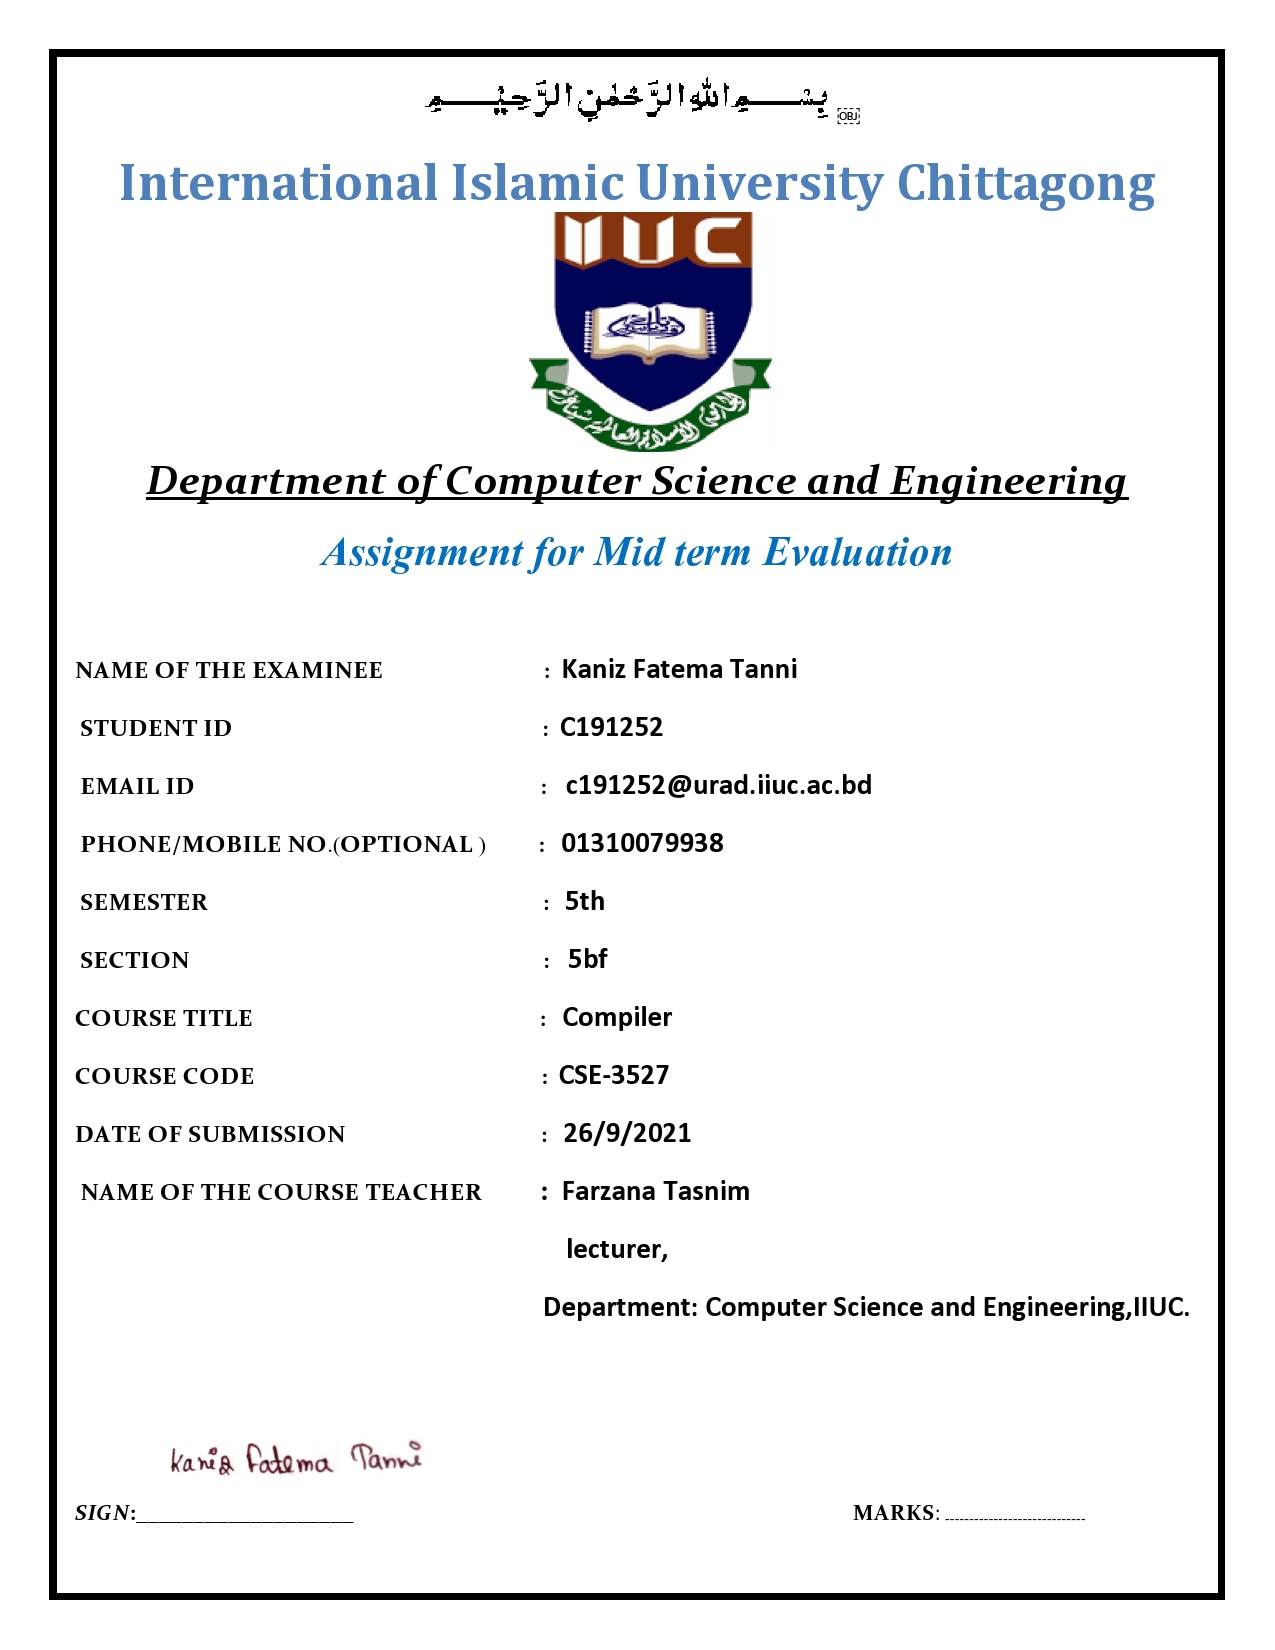 بِسْمِ اللهِ الرَّحْمٰنِ الرَّحِيْمِ OBJ
International Islamic University Chittagong
IIUC
Department of Computer Science and Engineering
Assignment for Mid term Evaluation
NAME OF THE EXAMINEE : Kaniz Fatema Tanni
STUDENT ID : C191252
EMAIL ID : c191252@urad.iiuc.ac.bd
PHONE/MOBILE NO.(OPTIONAL ) : 01310079938
SEMESTER : 5th
SECTION : 5bf
COURSE TITLE : Compiler
COURSE CODE : CSE-3527
DATE OF SUBMISSION : 26/9/2021
NAME OF THE COURSE TEACHER : Farzana Tasnim
lecturer,
Department: Computer Science and Engineering,IIUC.
Kaniz Fatema Tanni
SIGN:___________________ MARKS: -----------------------------